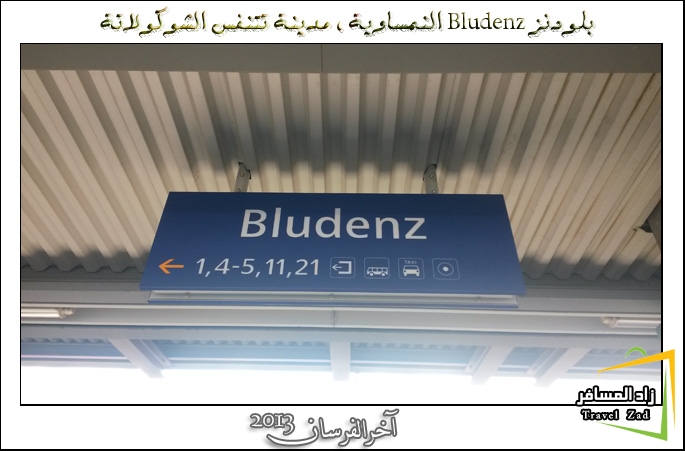 بلودنز Bludenz النمساوية ، مدينة تتنفس الشوكولاتة
Bludenz
← 1,4-5,11,21
TAXI
زاد المسافر
Travel Zad
آخر الفرسان 2013